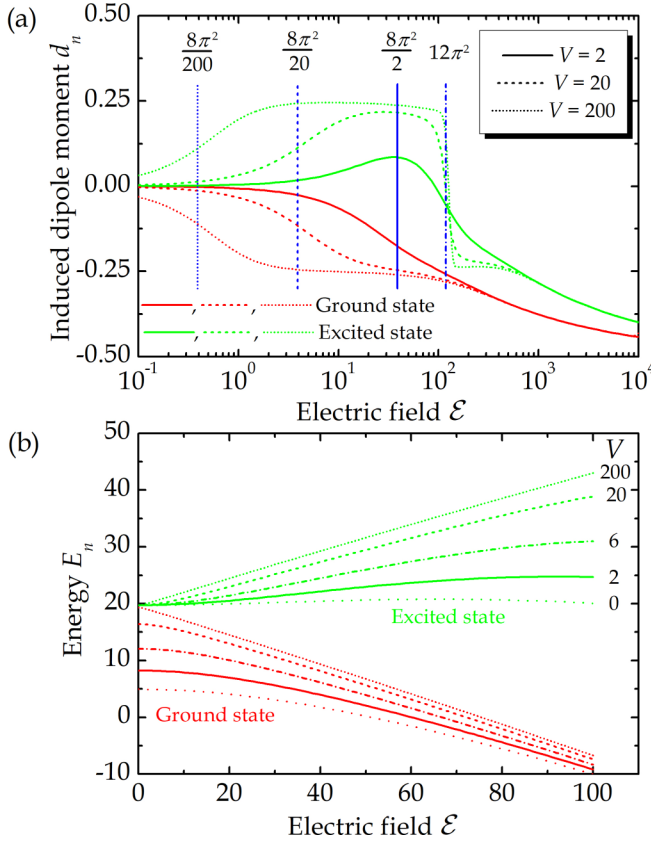 (a)
Induced dipole moment dₙ
0.50
0.25
0.00
-0.25
-0.50
8π²/200
8π²/20
8π²/2
12π²
V = 2
V = 20
V = 200
, , Ground state
, , Excited state
10⁻¹ 10⁰ 10¹ 10² 10³ 10⁴
Electric field ℰ
(b)
Energy Eₙ
50
40
30
20
10
0
-10
V
200
20
6
2
0
Excited state
Ground state
0 20 40 60 80 100
Electric field ℰ